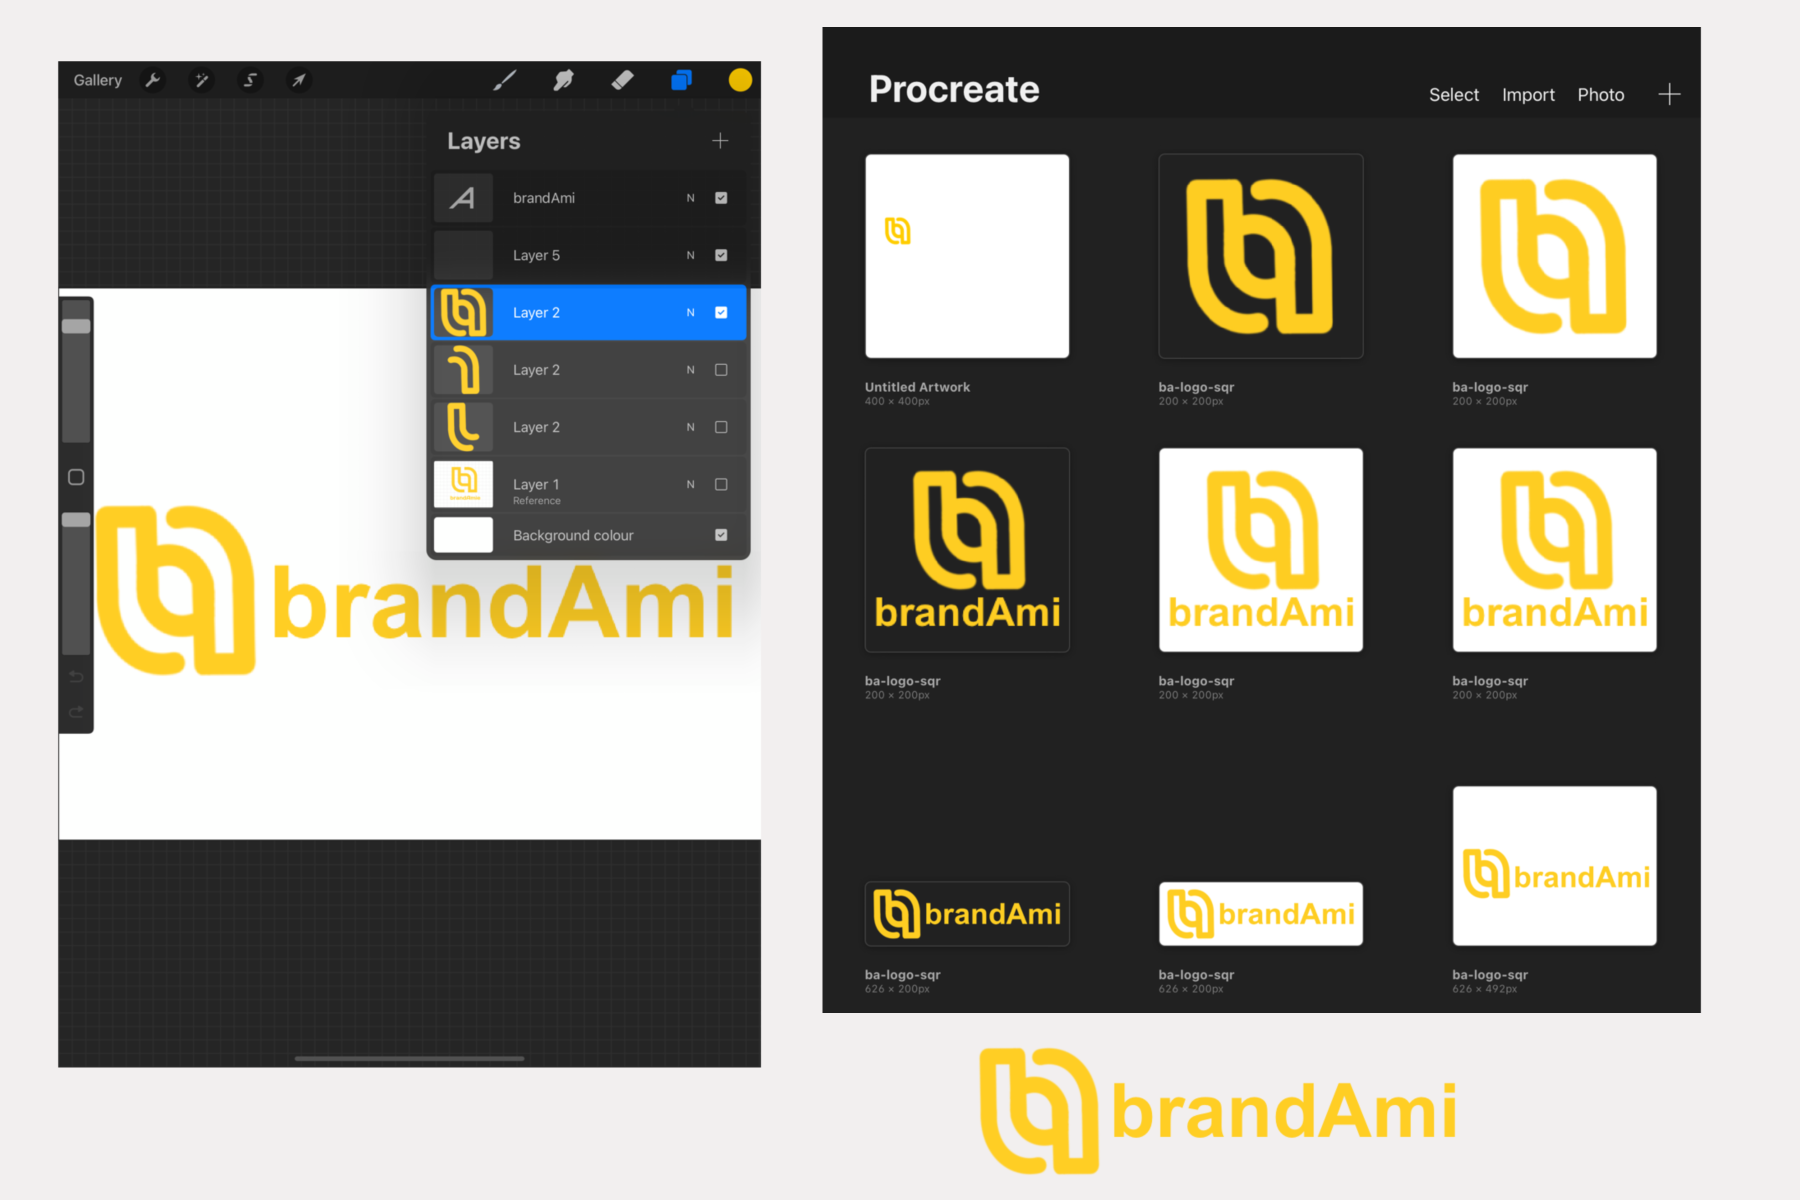 Gallery
Layers
brandAmi N
Layer 5 N
Layer 2 N
Layer 2 N
Layer 2 N
Layer 1 N
Reference
Background colour
brandAmi
Procreate
Select Import Photo
Untitled Artwork
400 × 400px
ba-logo-sqr
200 × 200px
ba-logo-sqr
200 × 200px
brandAmi
brandAmi
brandAmi
ba-logo-sqr
200 × 200px
ba-logo-sqr
200 × 200px
ba-logo-sqr
200 × 200px
brandAmi
brandAmi
brandAmi
ba-logo-sqr
626 × 200px
ba-logo-sqr
626 × 200px
ba-logo-sqr
626 × 492px
brandAmi